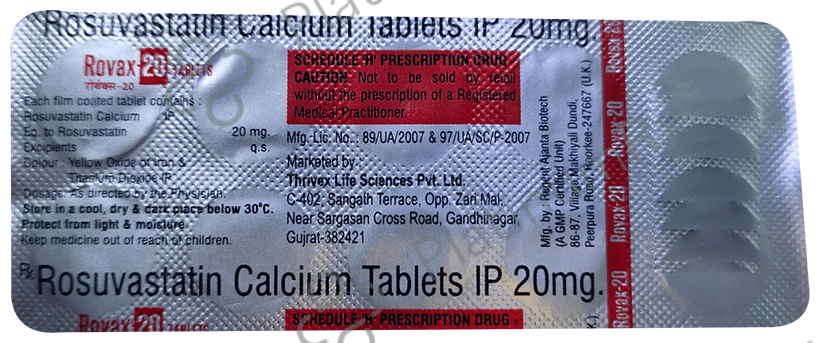 Rosuvastatin Calcium Tablets IP 20mg.
Rovax-20 TABLETS
रोवेक्स-20
Each film coated tablet contains :
Rosuvastatin Calcium IP
Eq. to Rosuvastatin 20 mg.
Excipients q.s.
Colour : Yellow Oxide of Iron &
Titanium Dioxide IP
Dosage: As directed by the Physician.
Store in a cool, dry & dark place below 30°C.
Protect from light & moisture.
Keep medicine out of reach of children.
SCHEDULE 'H' PRESCRIPTION DRUG
CAUTION: Not to be sold by retail
without the prescription of a Registered
Medical Practitioner.
Mfg. Lic. No. : 89/UA/2007 & 97/UA/SC/P-2007
Marketed by :
Thrivex Life Sciences Pvt. Ltd.
C-402, Sangath Terrace, Opp. Zari Mal,
Near Sargasan Cross Road, Gandhinagar,
Gujrat-382421
Mfg. by : Regent Ajanta Biotech
(A GMP Certified Unit)
86-87, Village Makhiyali Dundi,
Peerpura Road, Roorkee-247667 (U.K.)
Rovax-20 Rovax-20 Rovax-20 Rovax-20
Rx Rosuvastatin Calcium Tablets IP 20mg.
Rovax-20 TABLETS
SCHEDULE 'H' PRESCRIPTION DRUG -
K.)